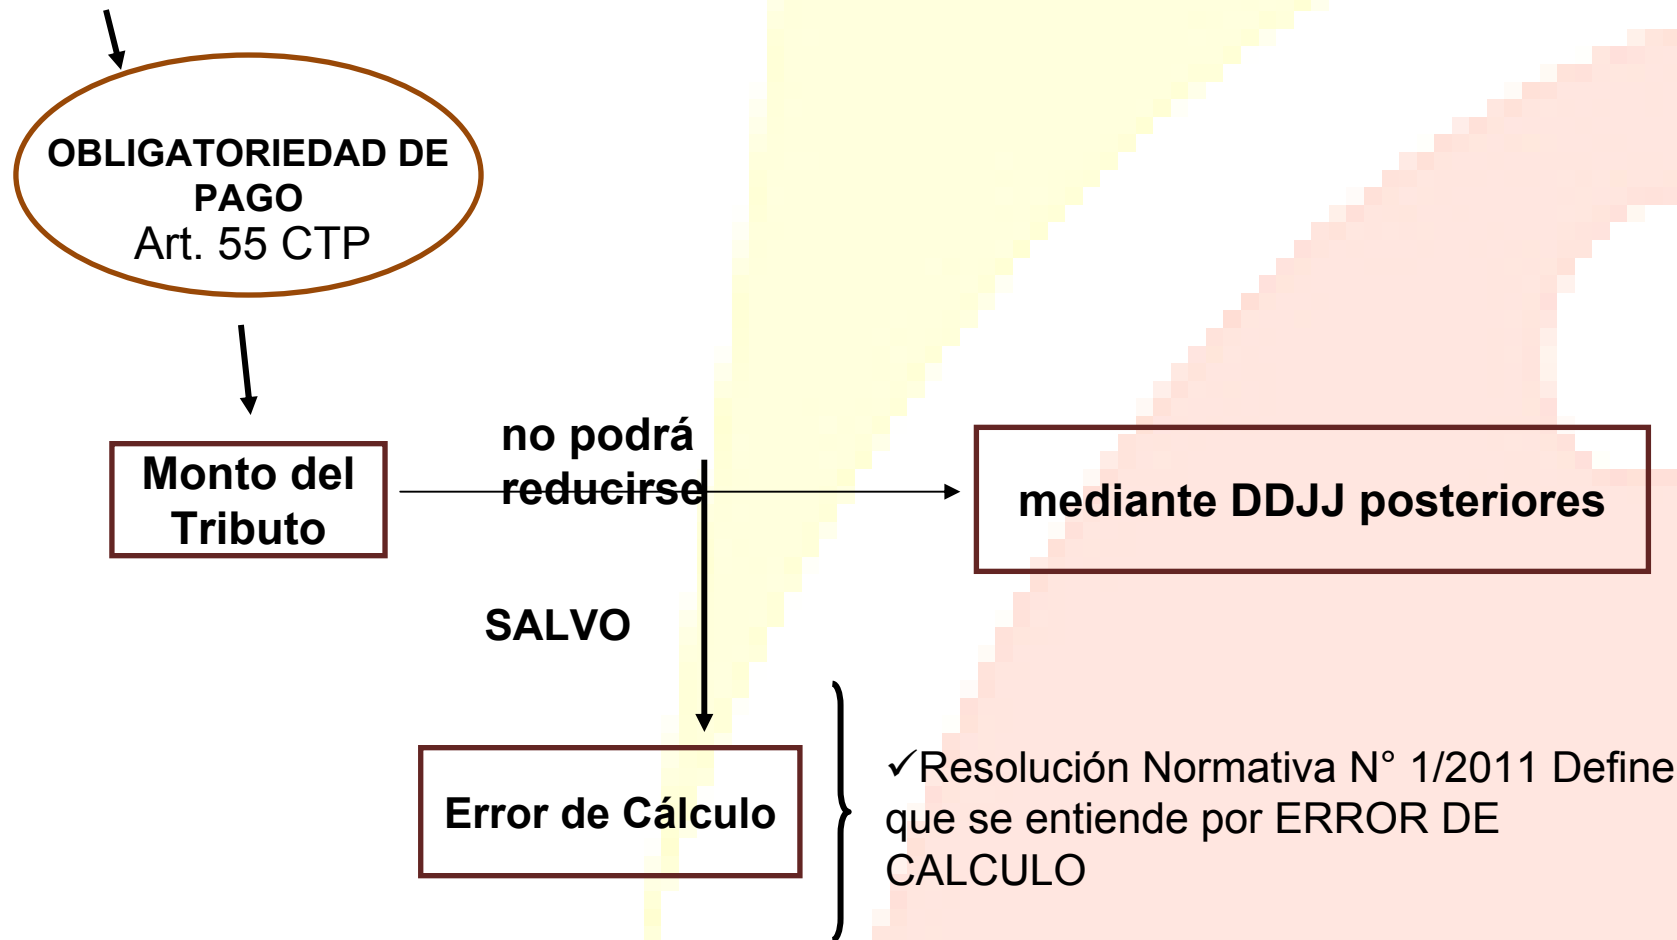 OBLIGATORIEDAD DE
PAGO
Art. 55 CTP
Monto del
Tributo
no podrá
reducirse
mediante DDJJ posteriores
SALVO
Error de Cálculo
✓Resolución Normativa N° 1/2011 Define
que se entiende por ERROR DE
CALCULO